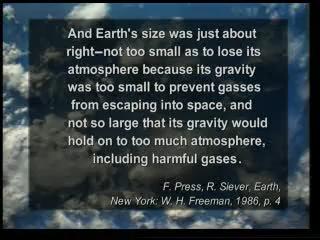 And Earth's size was just about
right–not too small as to lose its
atmosphere because its gravity
was too small to prevent gasses
from escaping into space, and
not so large that its gravity would
hold on to too much atmosphere,
including harmful gases.
F. Press, R. Siever, Earth,
New York: W. H. Freeman, 1986, p. 4